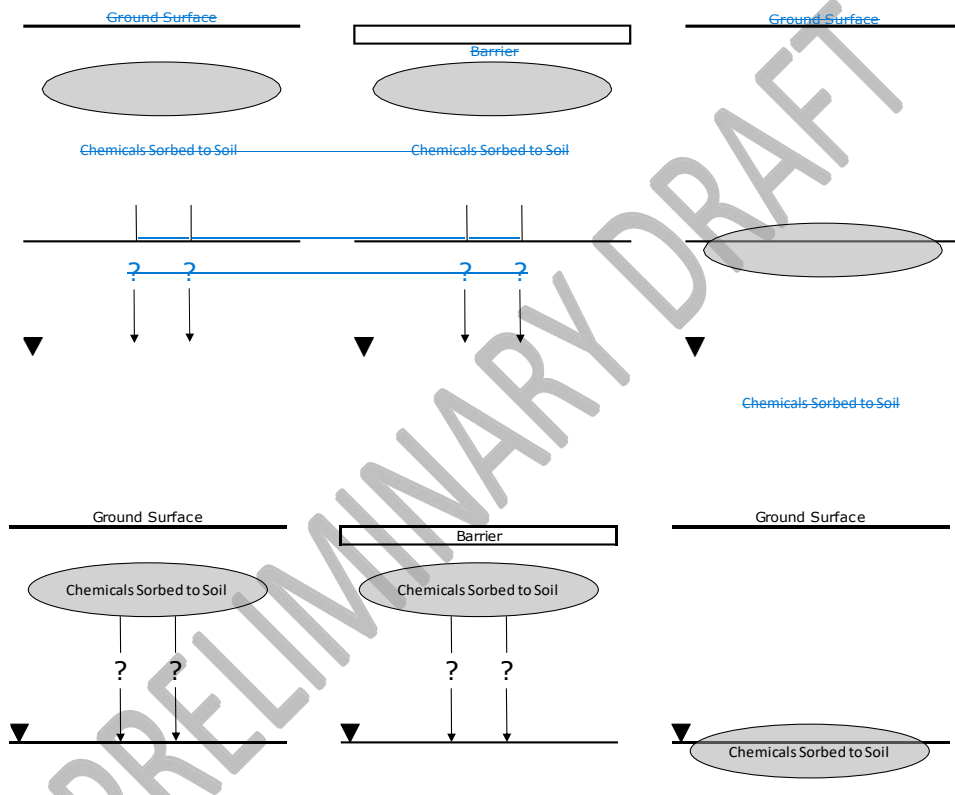 Ground Surface
Ground Surface
Barrier
Chemicals Sorbed to Soil
Chemicals Sorbed to Soil
? ? ? ?
Chemicals Sorbed to Soil
Ground Surface
Ground Surface
Barrier
Chemicals Sorbed to Soil
Chemicals Sorbed to Soil
? ? ? ?
Chemicals Sorbed to Soil
PRELIMINARY DRAFT